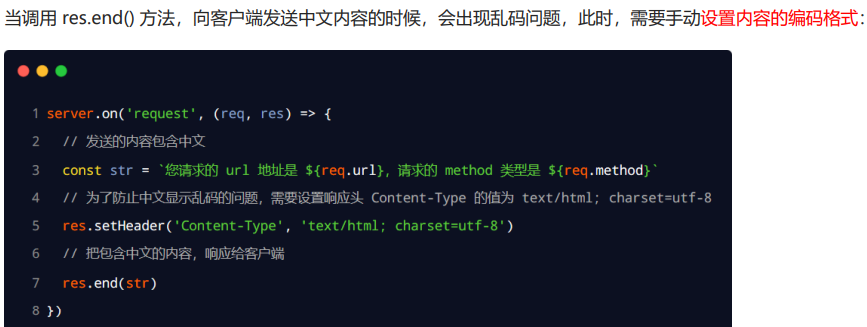 当调用 res.end() 方法，向客户端发送中文内容的时候，会出现乱码问题，此时，需要手动设置内容的编码格式：
1 server.on('request', (req, res) => {
2 // 发送的内容包含中文
3 const str = `您请求的 url 地址是 ${req.url}，请求的 method 类型是 ${req.method}`
4 // 为了防止中文显示乱码的问题，需要设置响应头 Content-Type 的值为 text/html; charset=utf-8
5 res.setHeader('Content-Type', 'text/html; charset=utf-8')
6 // 把包含中文的内容，响应给客户端
7 res.end(str)
8 })